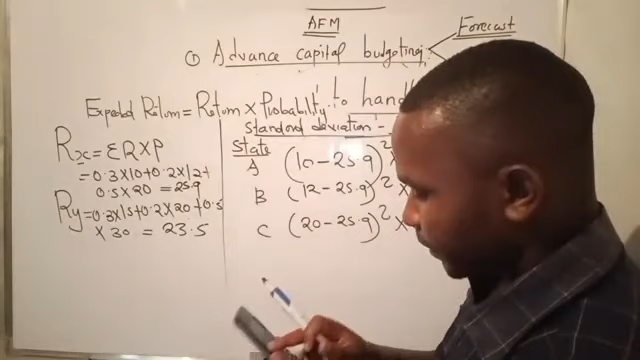 AFM
Forecast
① Advance capital budgeting
Expected Return = Return × Probability to hand
Standard deviation -
Rx = ΣRXP
= 0.3×10+0.2×12+
0.5×20 = 25.9
Ry = 0.3×15+0.2×20+0.5
× 30 = 23.5
State
A (10-25.9)² ×
B (12-25.9)² ×
C (20-25.9)² ×